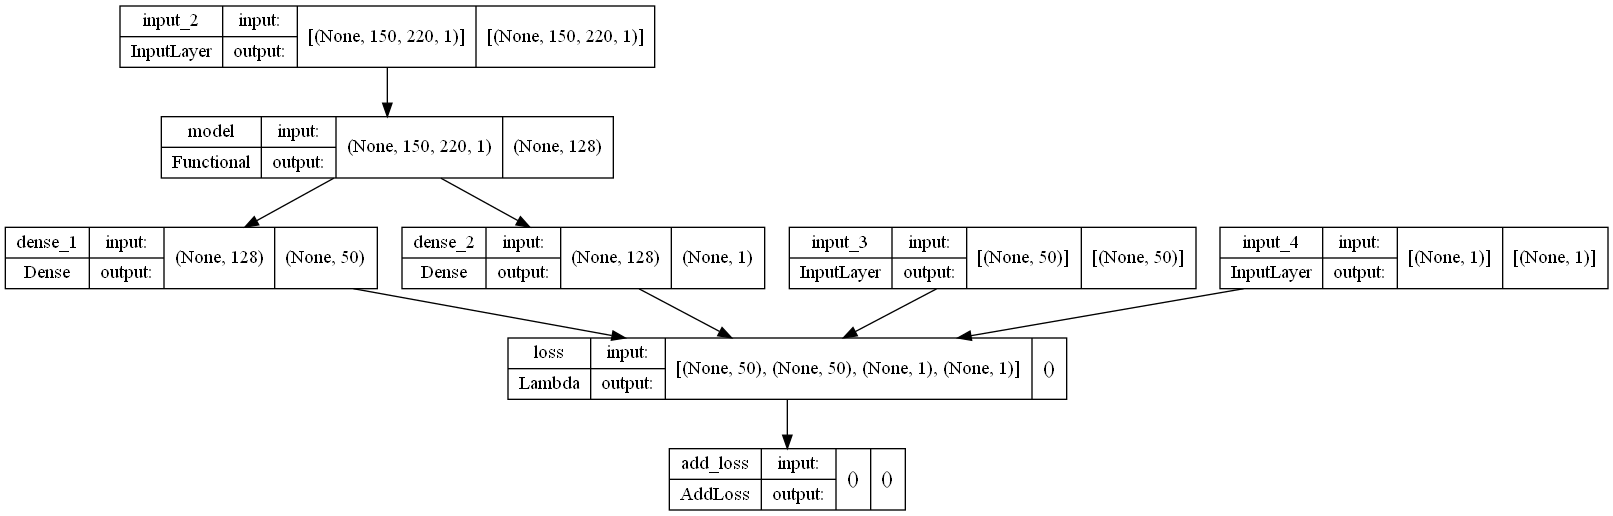 input_2 input: [(None, 150, 220, 1)] [(None, 150, 220, 1)]
InputLayer output:
model input: (None, 150, 220, 1) (None, 128)
Functional output:
dense_1 input: (None, 128) (None, 50)
Dense output:
dense_2 input: (None, 128) (None, 1)
Dense output:
input_3 input: [(None, 50)] [(None, 50)]
InputLayer output:
input_4 input: [(None, 1)] [(None, 1)]
InputLayer output:
loss input: [(None, 50), (None, 50), (None, 1), (None, 1)] ()
Lambda output:
add_loss input: () ()
AddLoss output: